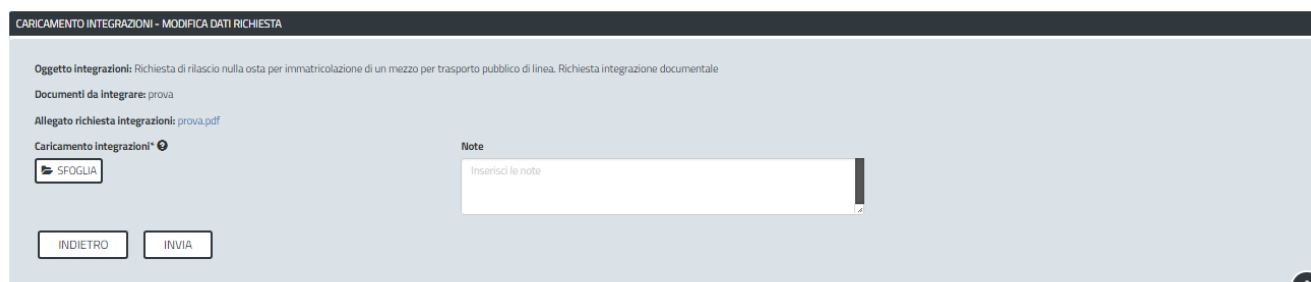 CARICAMENTO INTEGRAZIONI - MODIFICA DATI RICHIESTA
Oggetto integrazioni: Richiesta di rilascio nulla osta per immatricolazione di un mezzo per trasporto pubblico di linea. Richiesta integrazione documentale
Documenti da integrare: prova
Allegato richiesta integrazioni: prova.pdf
Caricamento integrazioni*
Note
SFOGLIA
Inserisci le note
INDIETRO
INVIA